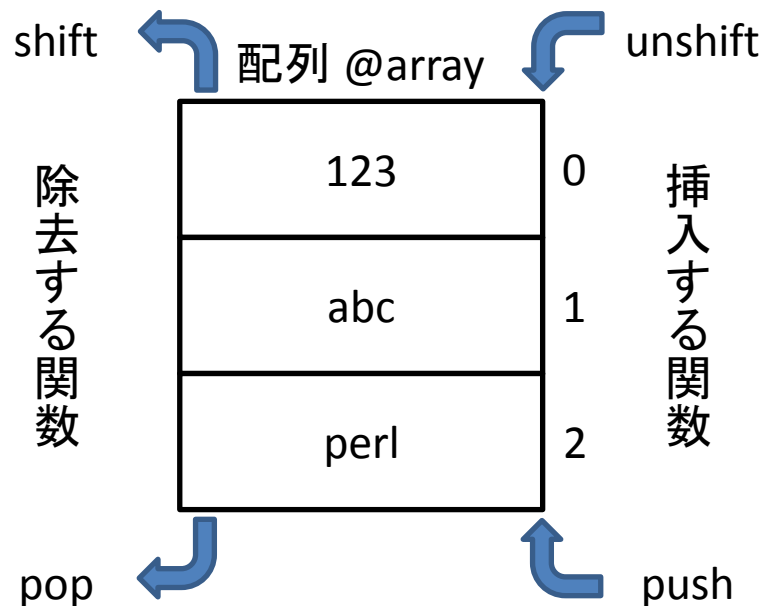 shift
配列 @array
unshift
除去する関数
123
0
挿入する関数
abc
1
perl
2
pop
push